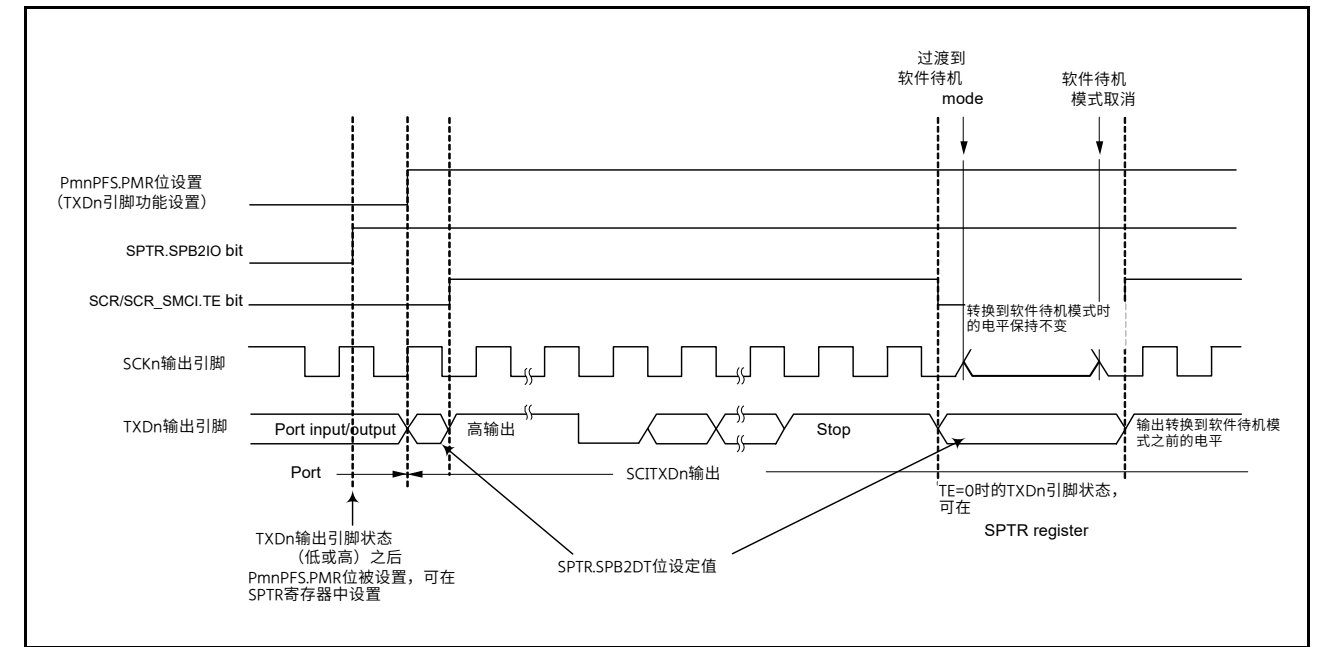 过渡到
软件待机
mode
软件待机
模式取消
PmnPFS.PMR位设置
（TXDn引脚功能设置）
SPTR.SPB2IO bit
SCR/SCR_SMCI.TE bit
转换到软件待机模式时
的电平保持不变
SCKn输出引脚
TXDn输出引脚
Port input/output
高输出
Stop
输出转换到软件待机模
式之前的电平
Port
SCITXDn输出
TE=0时的TXDn引脚状态，
可在
SPTR register
TXDn输出引脚状态
（低或高）之后
PmnPFS.PMR位被设置，可在
SPTR寄存器中设置
SPTR.SPB2DT位设定值